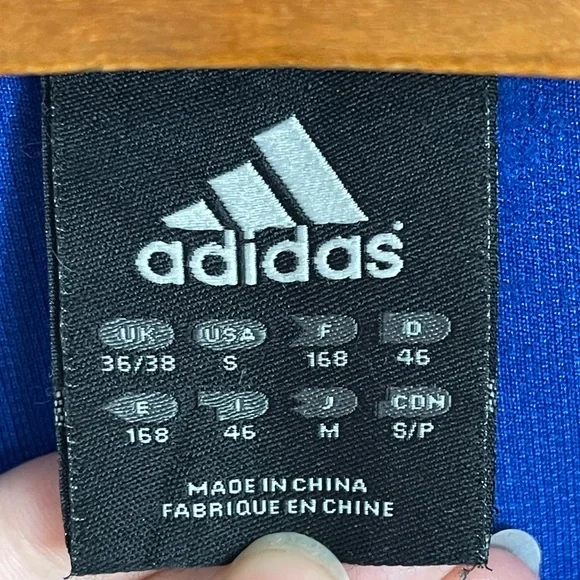 adidas
UK USA F D
36/38 S 168 46
E I J CDN
168 46 M S/P
MADE IN CHINA
FABRIQUE EN CHINE